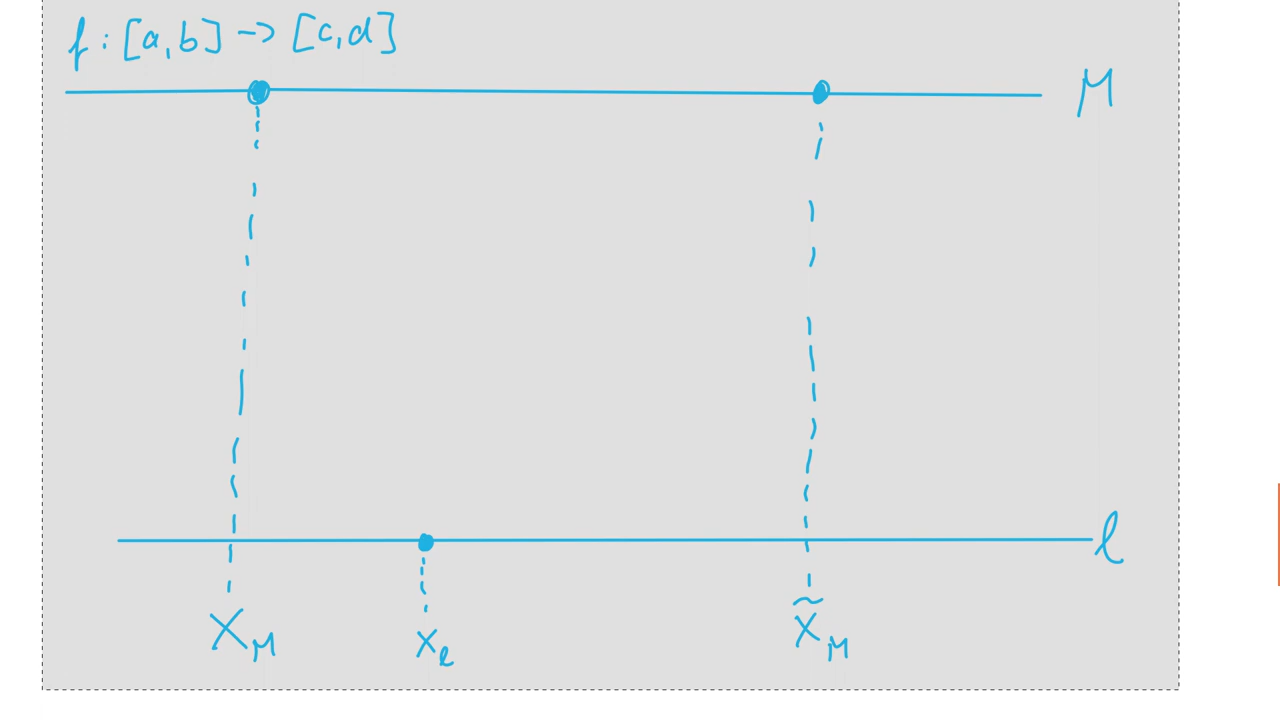 f : [a, b] -> [c, d]
M
ℓ
X_M
x_ℓ
x̃_M